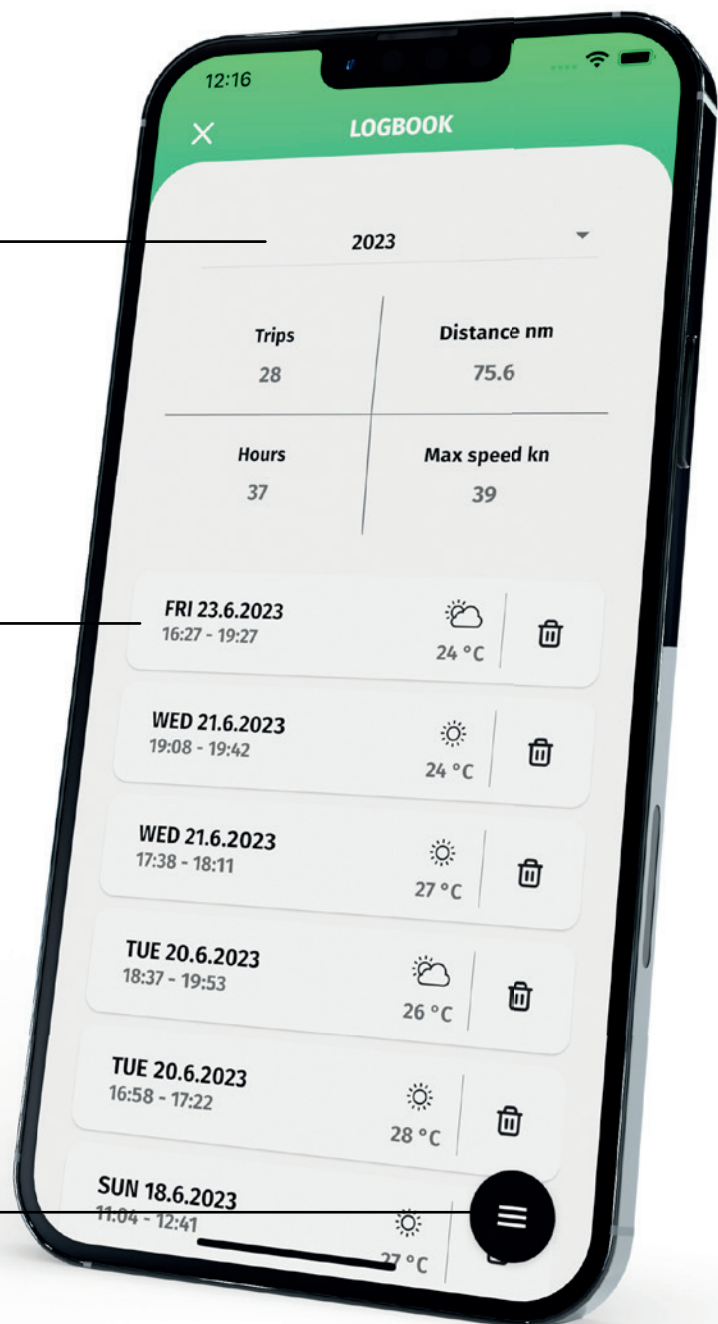 12:16
LOGBOOK
2023
Trips
Distance nm
28
75.6
Hours
Max speed kn
37
39
FRI 23.6.2023
16:27 - 19:27
24 °C
WED 21.6.2023
19:08 - 19:42
24 °C
WED 21.6.2023
17:38 - 18:11
27 °C
TUE 20.6.2023
18:37 - 19:53
26 °C
TUE 20.6.2023
16:58 - 17:22
28 °C
SUN 18.6.2023
11:04 - 12:41
27 °C